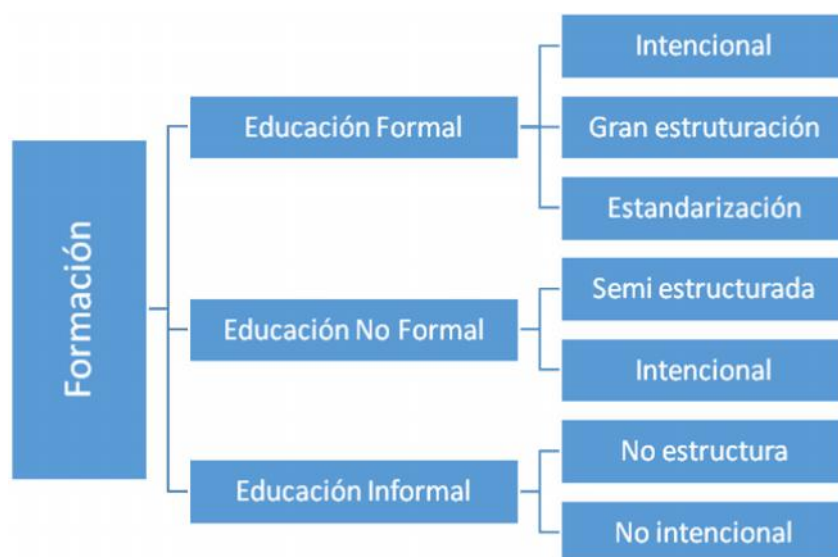 Formación
Educación Formal
Intencional
Gran estruturación
Estandarización
Educación No Formal
Semi estructurada
Intencional
Educación Informal
No estructura
No intencional